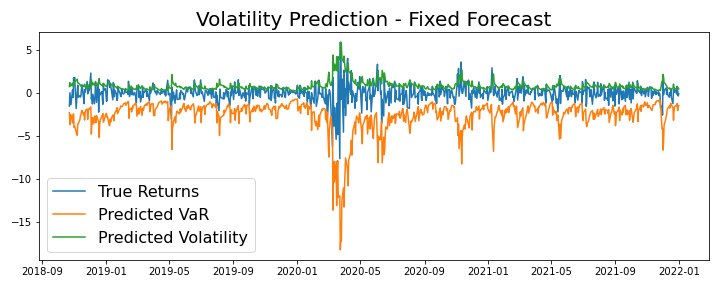 Volatility Prediction - Fixed Forecast
5
0
−5
−10
−15
True Returns
Predicted VaR
Predicted Volatility
2018-09 2019-01 2019-05 2019-09 2020-01 2020-05 2020-09 2021-01 2021-05 2021-09 2022-01